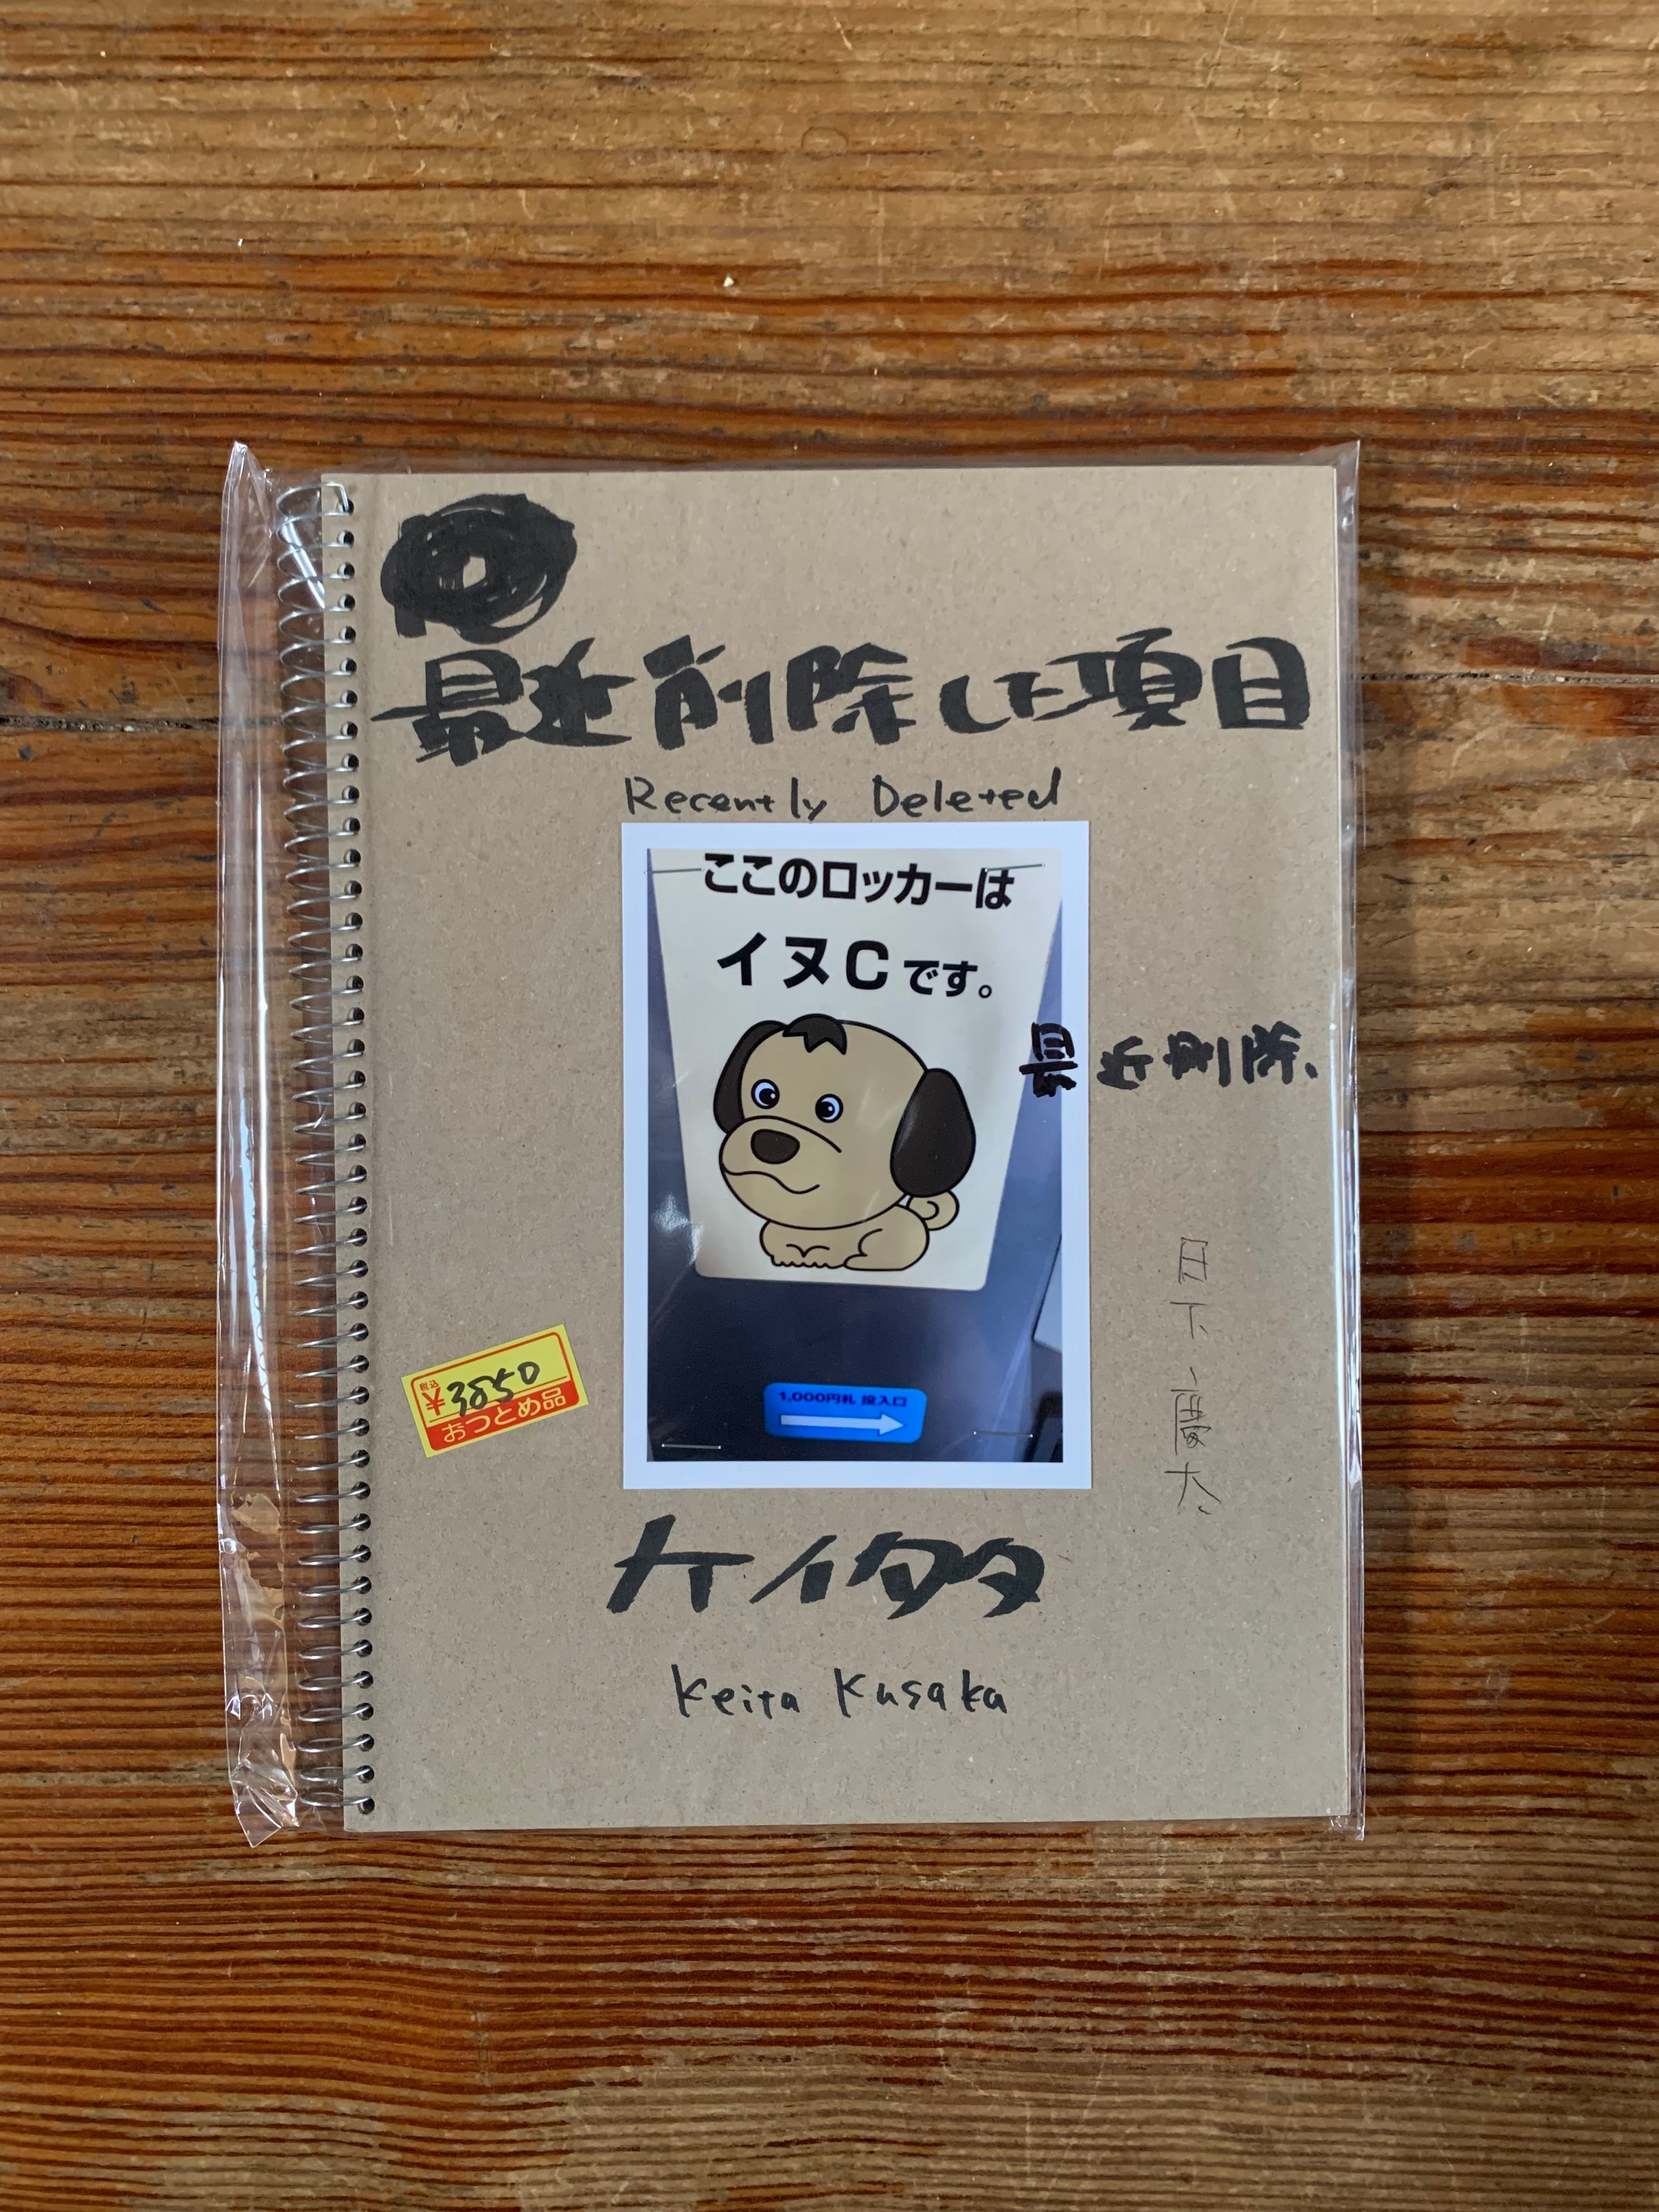 最近削除した項目
Recently Deleted
ここのロッカーは
イヌCです。
最近削除
日下慶太
1,000円札 投入口
税込
¥3850
おつとめ品
ケイタタ
Keita Kusaka